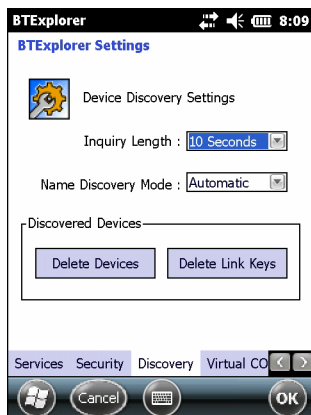 BTExplorer 8:09
BTExplorer Settings
Device Discovery Settings
Inquiry Length : 10 Seconds
Name Discovery Mode : Automatic
Discovered Devices
Delete Devices Delete Link Keys
Services Security Discovery Virtual CO
Cancel OK